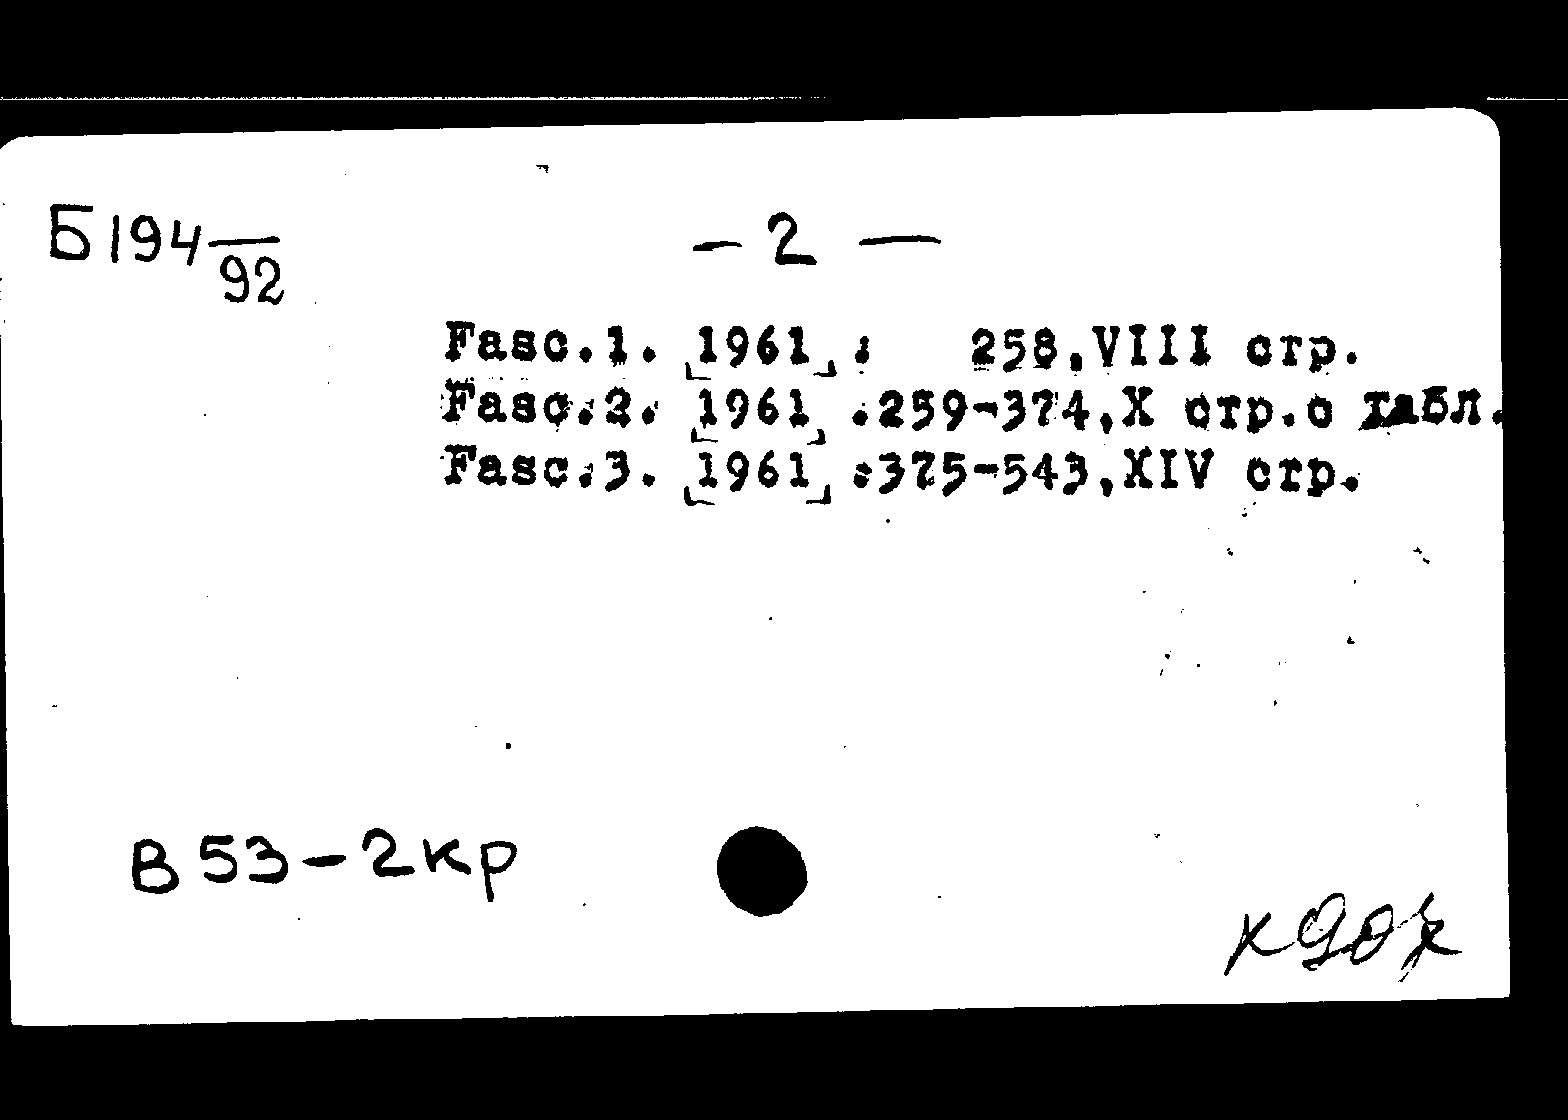 Б194/92
— 2 —
Fasc.1. [1961]. 258,VIII стр.
Fasc.2. [1961] .259-374,X стр.с табл.
Fasc.3. [1961] .375-543,XIV стр.
В53-2кр